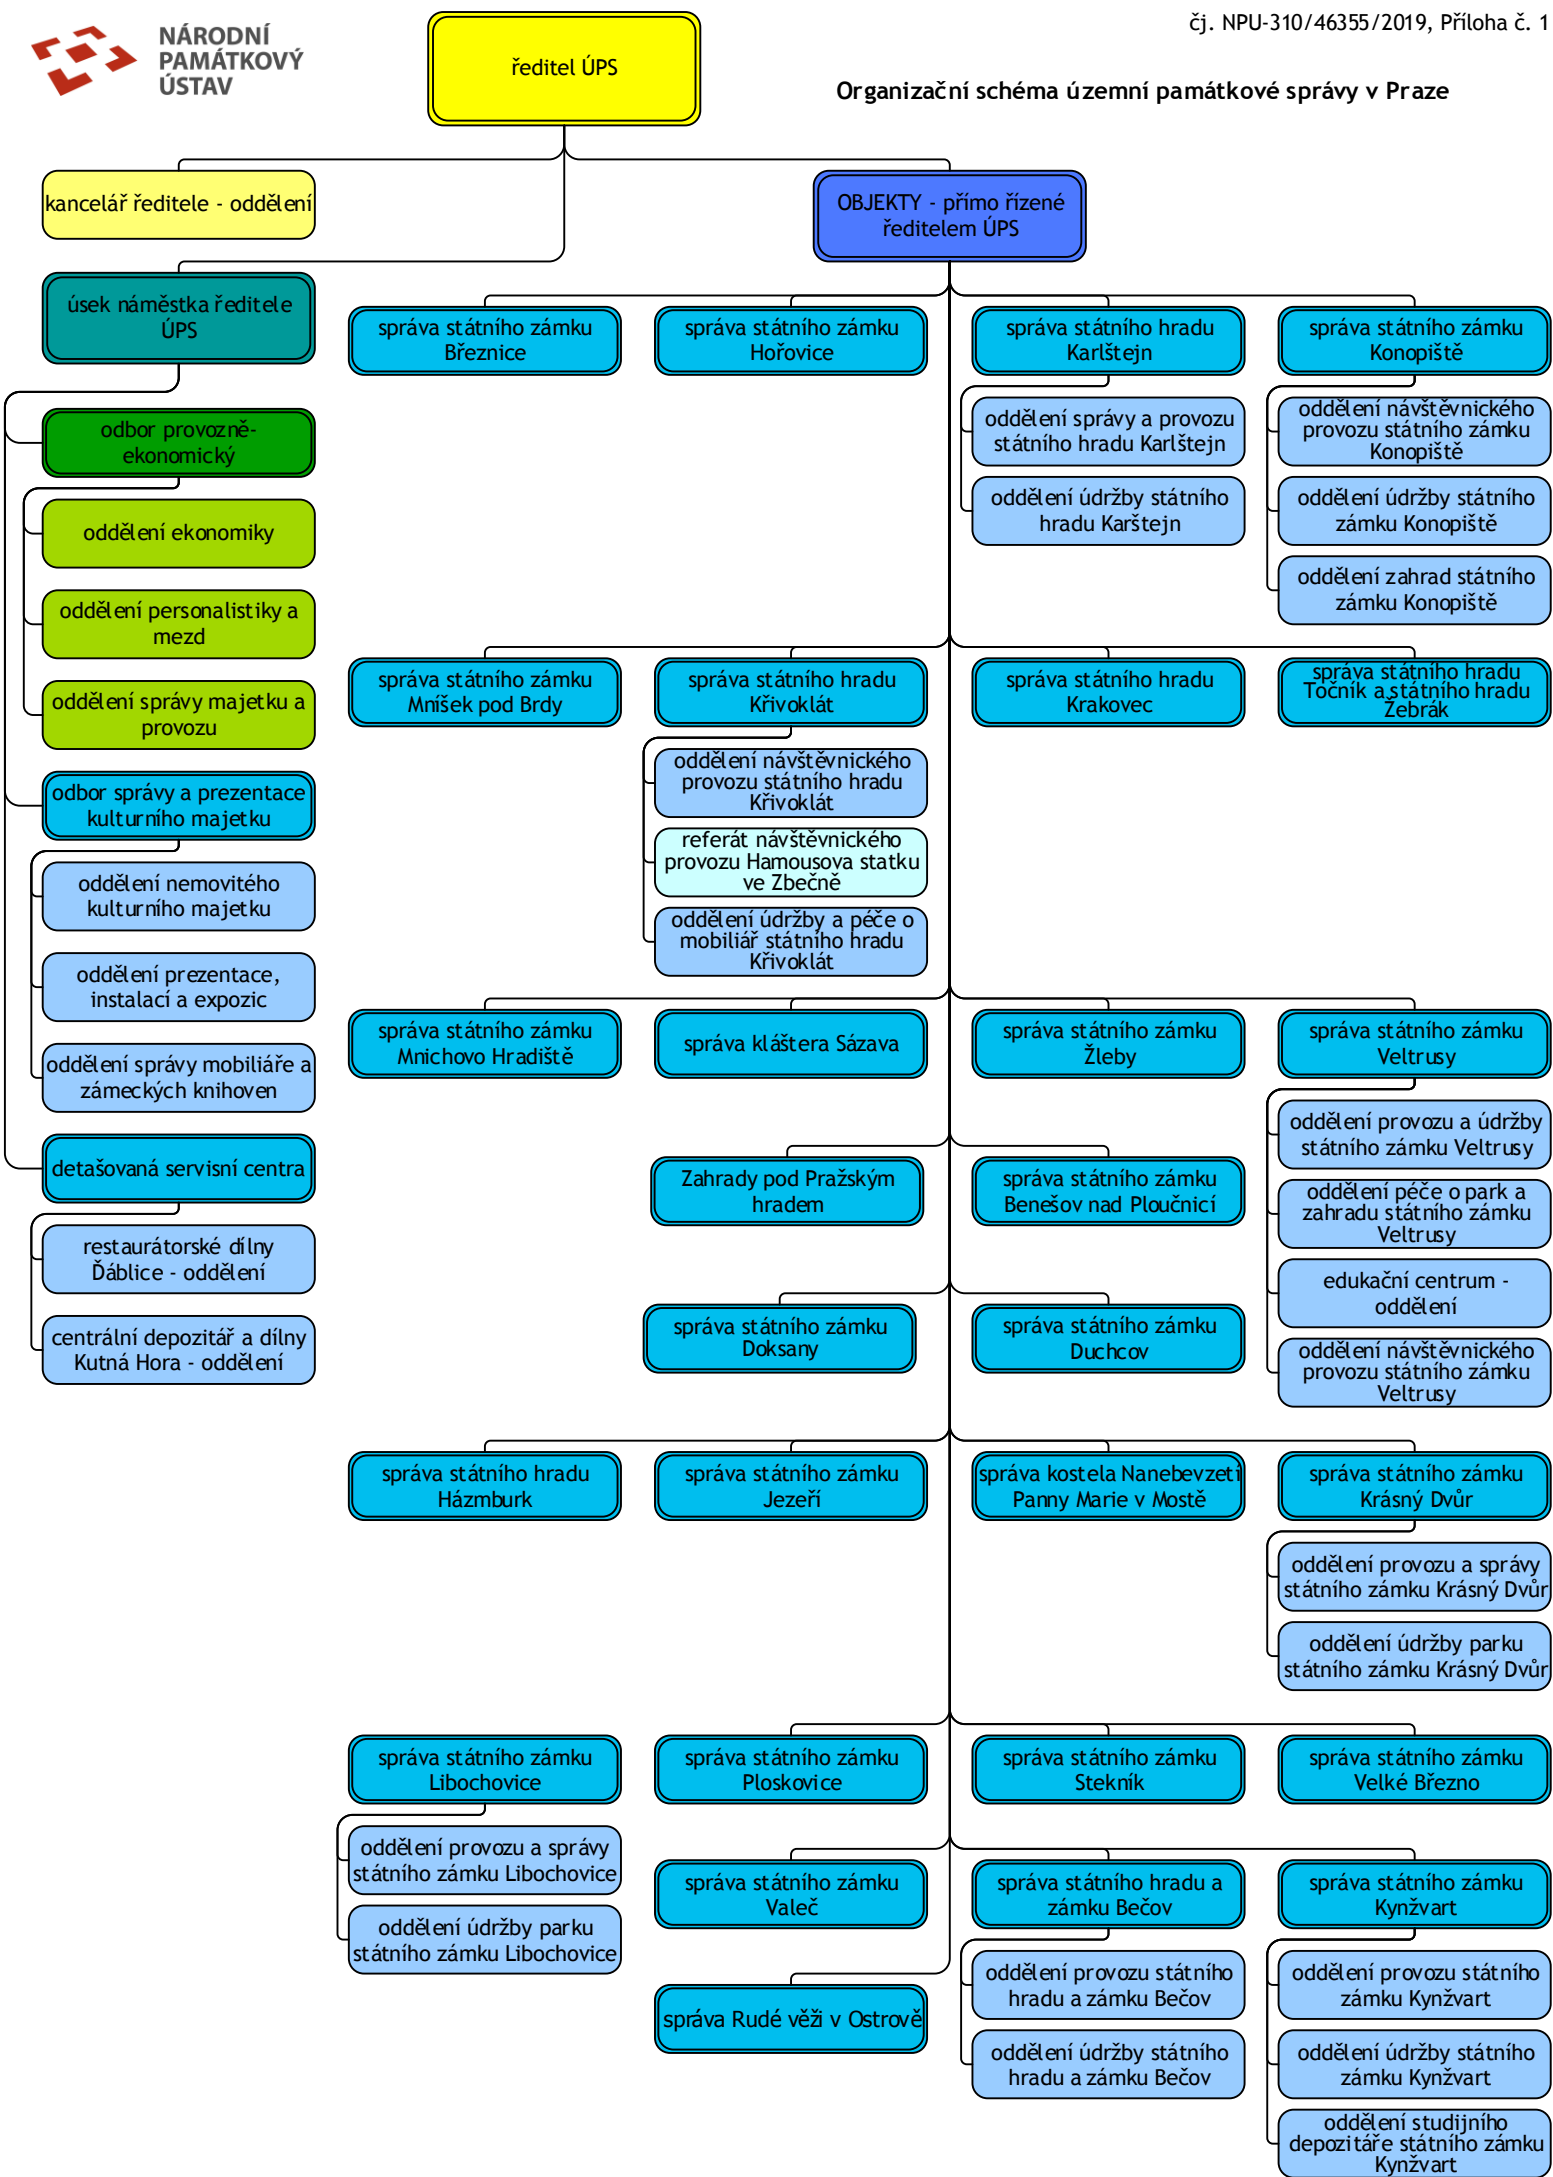 NÁRODNÍ
PAMÁTKOVÝ
ÚSTAV
čj. NPU-310/46355/2019, Příloha č. 1
Organizační schéma územní památkové správy v Praze
ředitel ÚPS
kancelář ředitele - oddělení
OBJEKTY - přímo řízené
ředitelem ÚPS
úsek náměstka ředitele
ÚPS
odbor provozně-
ekonomický
oddělení ekonomiky
oddělení personalistiky a
mezd
oddělení správy majetku a
provozu
odbor správy a prezentace
kulturního majetku
oddělení nemovitého
kulturního majetku
oddělení prezentace,
instalací a expozic
oddělení správy mobiliáře a
zámeckých knihoven
detašovaná servisní centra
restaurátorské dílny
Ďáblice - oddělení
centrální depozitář a dílny
Kutná Hora - oddělení
správa státního zámku
Březnice
správa státního zámku
Hořovice
správa státního hradu
Karlštejn
oddělení správy a provozu
státního hradu Karlštejn
oddělení údržby státního
hradu Karštejn
správa státního zámku
Konopiště
oddělení návštěvnického
provozu státního zámku
Konopiště
oddělení údržby státního
zámku Konopiště
oddělení zahrad státního
zámku Konopiště
správa státního zámku
Mníšek pod Brdy
správa státního hradu
Křivoklát
oddělení návštěvnického
provozu státního hradu
Křivoklát
referát návštěvnického
provozu Hamousova statku
ve Zbečně
oddělení údržby a péče o
mobiliář státního hradu
Křivoklát
správa státního hradu
Krakovec
správa státního hradu
Točník a státního hradu
Žebrák
správa státního zámku
Mnichovo Hradiště
správa kláštera Sázava
správa státního zámku
Žleby
správa státního zámku
Veltrusy
oddělení provozu a údržby
státního zámku Veltrusy
oddělení péče o park a
zahradu státního zámku
Veltrusy
edukační centrum -
oddělení
oddělení návštěvnického
provozu státního zámku
Veltrusy
Zahrady pod Pražským
hradem
správa státního zámku
Benešov nad Ploučnicí
správa státního zámku
Doksany
správa státního zámku
Duchcov
správa státního hradu
Házmburk
správa státního zámku
Jezeří
správa kostela Nanebevzetí
Panny Marie v Mostě
správa státního zámku
Krásný Dvůr
oddělení provozu a správy
státního zámku Krásný Dvůr
oddělení údržby parku
státního zámku Krásný Dvůr
správa státního zámku
Libochovice
oddělení provozu a správy
státního zámku Libochovice
oddělení údržby parku
státního zámku Libochovice
správa státního zámku
Ploskovice
správa státního zámku
Stekník
správa státního zámku
Velké Březno
správa státního zámku
Valeč
správa státního hradu a
zámku Bečov
oddělení provozu státního
hradu a zámku Bečov
oddělení údržby státního
hradu a zámku Bečov
správa státního zámku
Kynžvart
oddělení provozu státního
zámku Kynžvart
oddělení údržby státního
zámku Kynžvart
oddělení studijního
depozitáře státního zámku
Kynžvart
správa Rudé věži v Ostrově